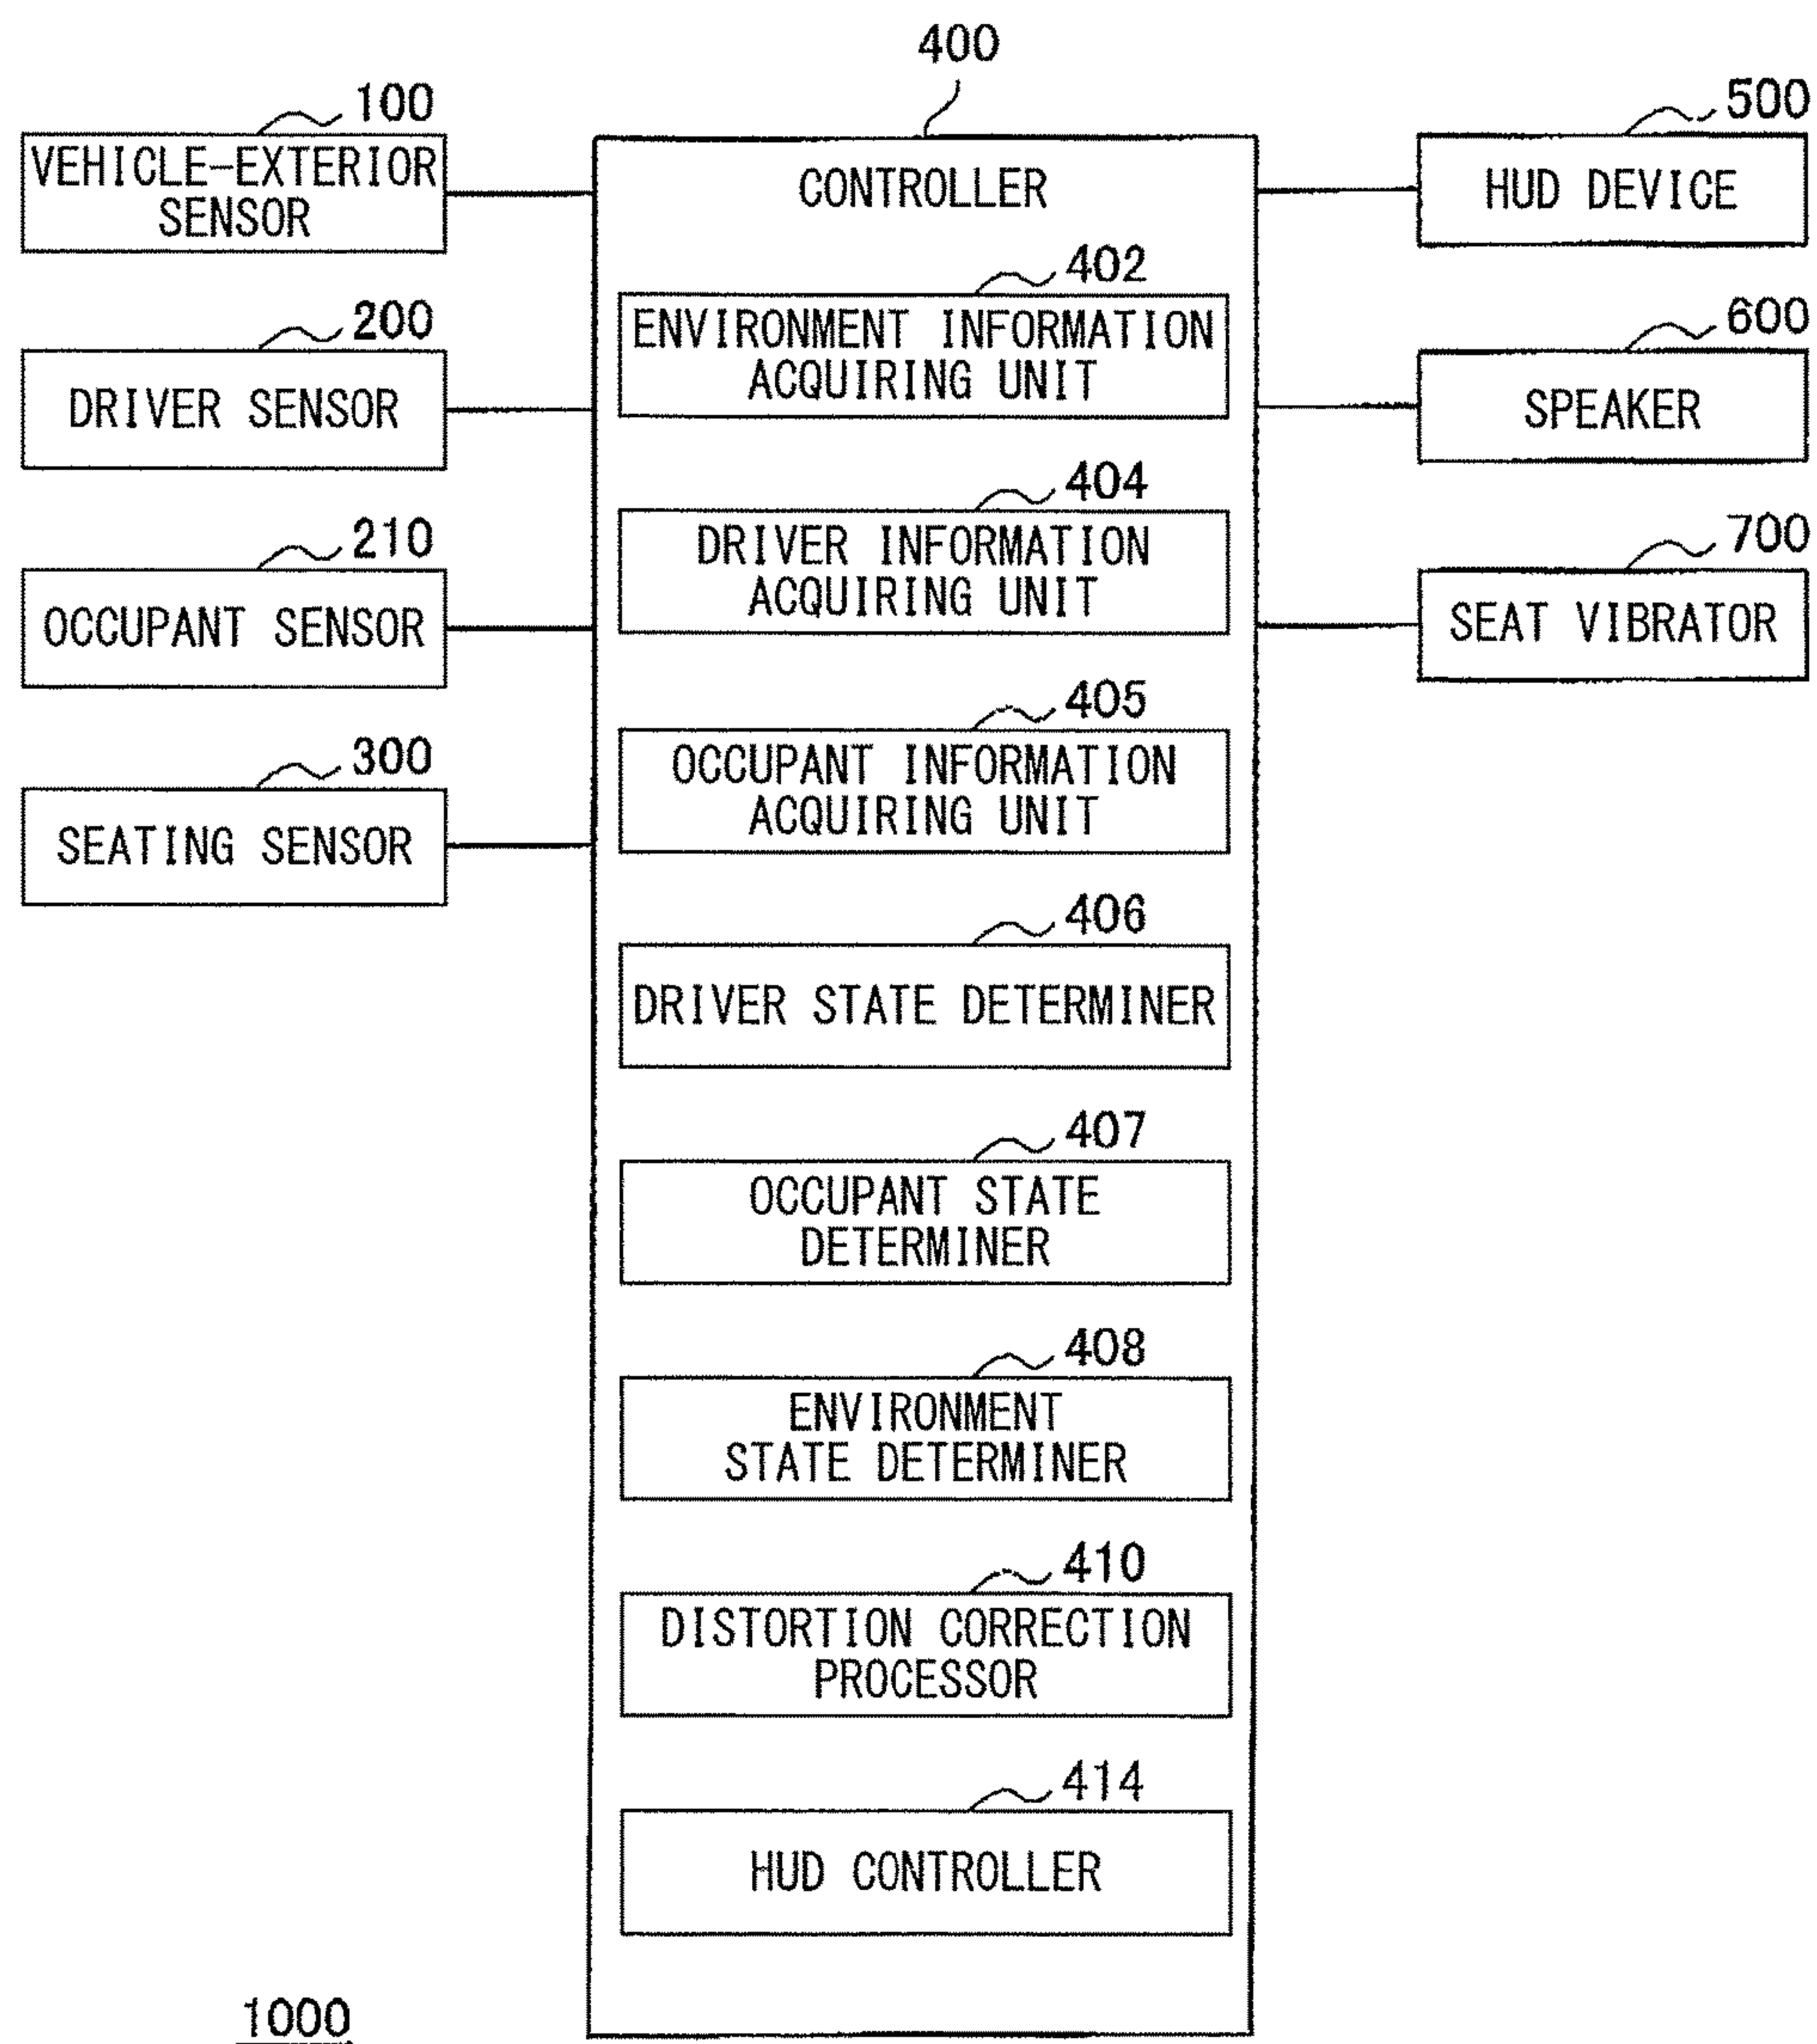 400
100
VEHICLE-EXTERIOR
SENSOR
200
DRIVER SENSOR
210
OCCUPANT SENSOR
300
SEATING SENSOR
CONTROLLER
402
ENVIRONMENT INFORMATION
ACQUIRING UNIT
404
DRIVER INFORMATION
ACQUIRING UNIT
405
OCCUPANT INFORMATION
ACQUIRING UNIT
406
DRIVER STATE DETERMINER
407
OCCUPANT STATE
DETERMINER
408
ENVIRONMENT
STATE DETERMINER
410
DISTORTION CORRECTION
PROCESSOR
414
HUD CONTROLLER
500
HUD DEVICE
600
SPEAKER
700
SEAT VIBRATOR
1000